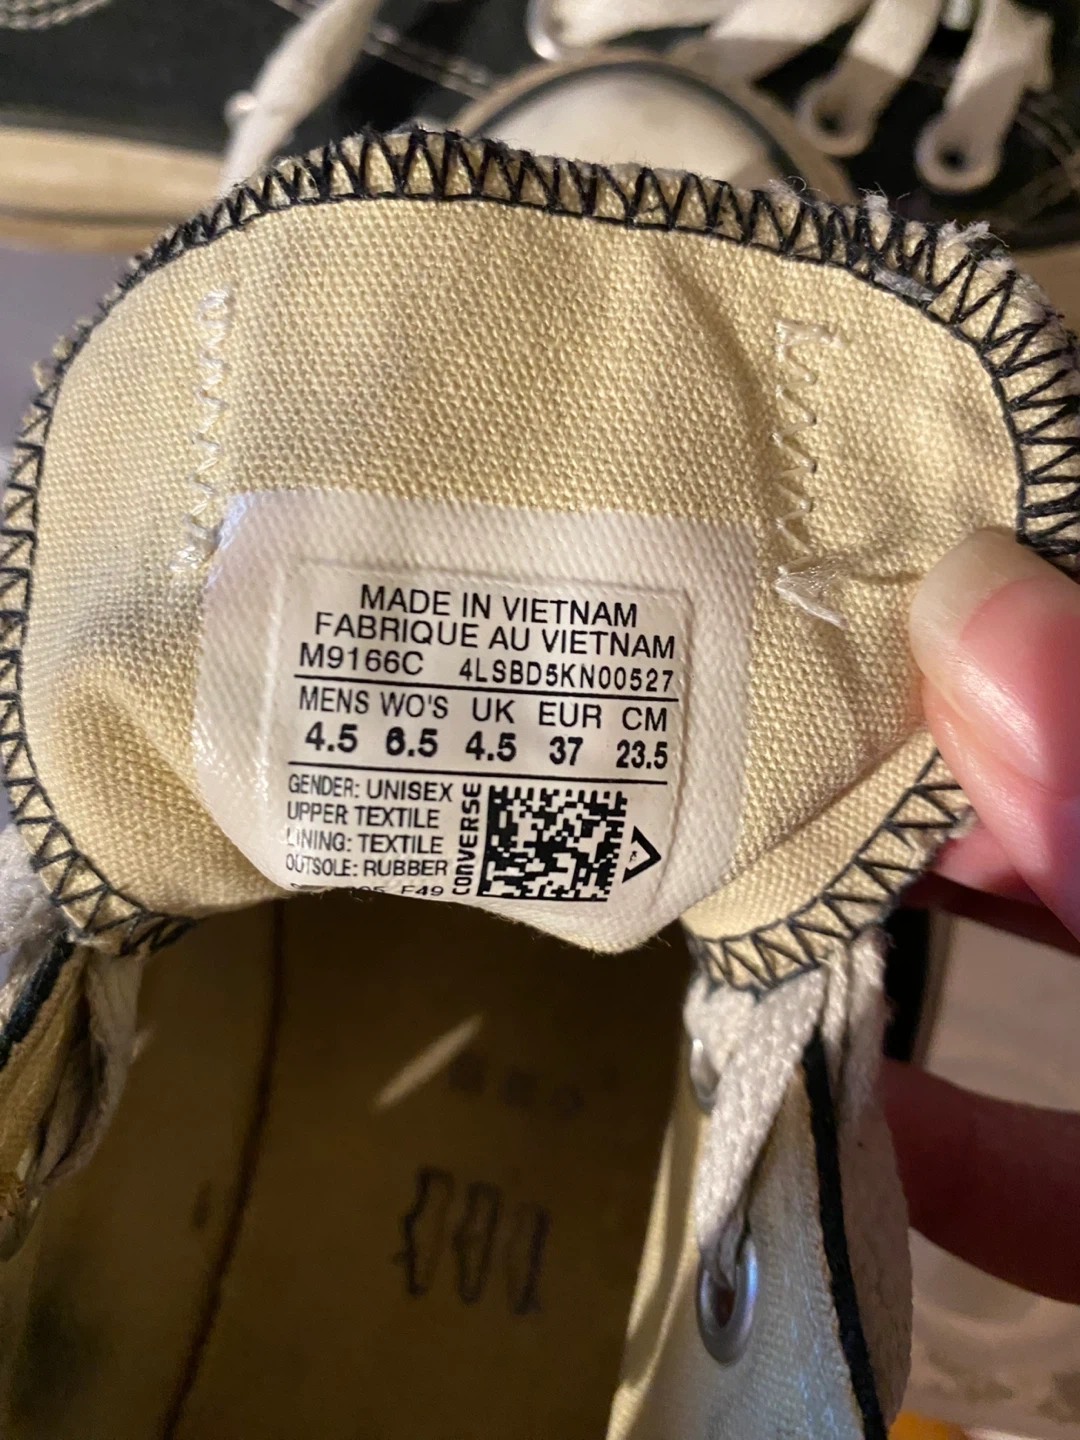 MADE IN VIETNAM
FABRIQUE AU VIETNAM
M9166C 4LSBD5KN00527
MENS WO'S UK EUR CM
4.5 6.5 4.5 37 23.5
GENDER: UNISEX
UPPER TEXTILE
LINING: TEXTILE
OUTSOLE: RUBBER
F49
CONVERSE